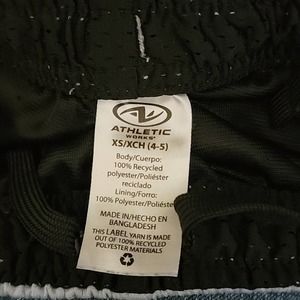 ATHLETIC
WORKS
XS/XCH (4-5)
Body/Cuerpo:
100% Recycled
polyester/Poliéster
reciclado
Lining/Forro:
100% Polyester/Poliéster
MADE IN/HECHO EN
BANGLADESH
THIS LABEL YARN IS MADE
OUT OF 100% RECYCLED
POLYESTER MATERIALS